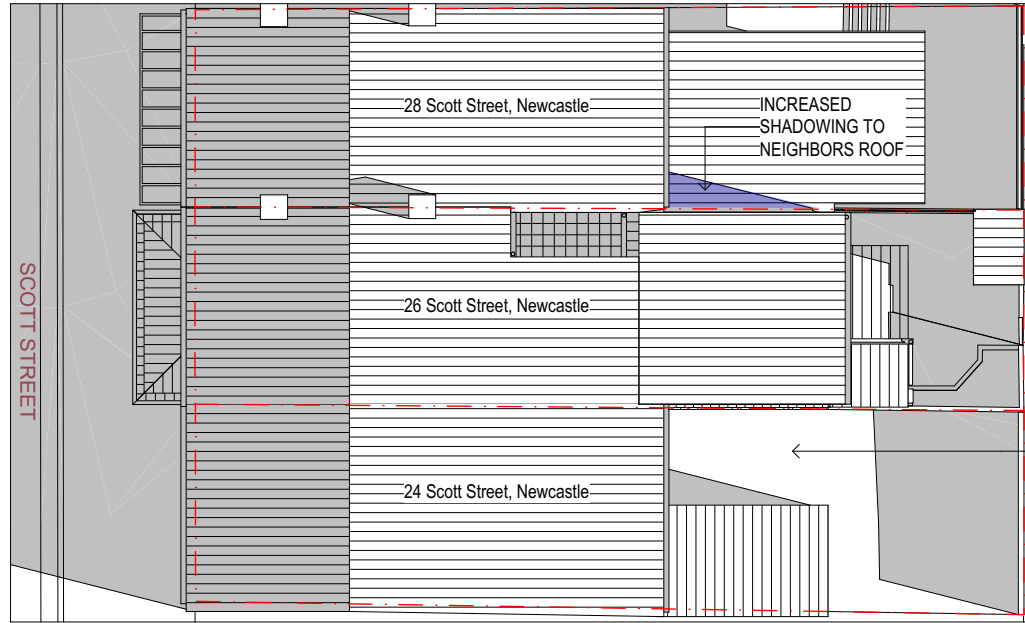 28 Scott Street, Newcastle
INCREASED
SHADOWING TO
NEIGHBORS ROOF
SCOTT STREET
26 Scott Street, Newcastle
24 Scott Street, Newcastle